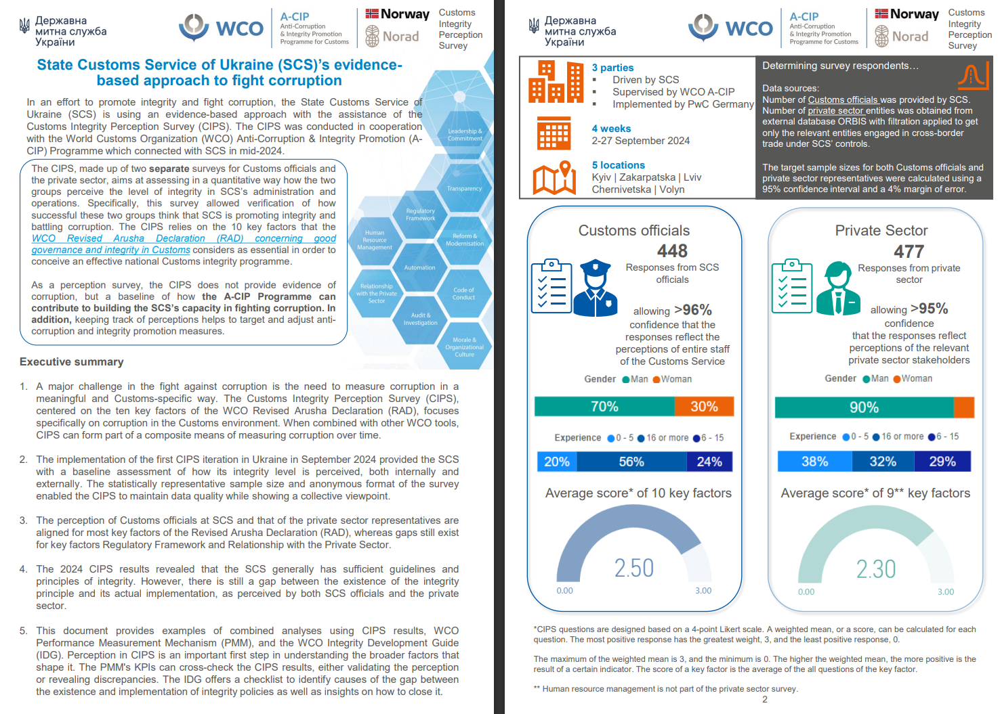 Державна
митна служба
України
WCO
A-CIP
Anti-Corruption
& Integrity Promotion
Programme for Customs
Norway
Norad
Customs
Integrity
Perception
Survey
State Customs Service of Ukraine (SCS)'s evidence-
based approach to fight corruption
In an effort to promote integrity and fight corruption, the State Customs Service of
Ukraine (SCS) is using an evidence-based approach with the assistance of the
Customs Integrity Perception Survey (CIPS). The CIPS was conducted in cooperation
with the World Customs Organization (WCO) Anti-Corruption & Integrity Promotion (A-
CIP) Programme which connected with SCS in mid-2024.
The CIPS, made up of two separate surveys for Customs officials and
the private sector, aims at assessing in a quantitative way how the two
groups perceive the level of integrity in SCS's administration and
operations. Specifically, this survey allowed verification of how
successful these two groups think that SCS is promoting integrity and
battling corruption. The CIPS relies on the 10 key factors that the
WCO Revised Arusha Declaration (RAD) concerning good
governance and integrity in Customs considers as essential in order to
conceive an effective national Customs integrity programme.
As a perception survey, the CIPS does not provide evidence of
corruption, but a baseline of how the A-CIP Programme can
contribute to building the SCS's capacity in fighting corruption. In
addition, keeping track of perceptions helps to target and adjust anti-
corruption and integrity promotion measures.
Leadership &
Commitment
Transparency
Regulatory
Framework
Human
Resource
Management
Reform &
Modernisation
Automation
Relationship
with the Private
Sector
Code of
Conduct
Audit &
Investigation
Morale &
Organizational
Culture
Executive summary
1. A major challenge in the fight against corruption is the need to measure corruption in a
meaningful and Customs-specific way. The Customs Integrity Perception Survey (CIPS),
centered on the ten key factors of the WCO Revised Arusha Declaration (RAD), focuses
specifically on corruption in the Customs environment. When combined with other WCO tools,
CIPS can form part of a composite means of measuring corruption over time.
2. The implementation of the first CIPS iteration in Ukraine in September 2024 provided the SCS
with a baseline assessment of how its integrity level is perceived, both internally and
externally. The statistically representative sample size and anonymous format of the survey
enabled the CIPS to maintain data quality while showing a collective viewpoint.
3. The perception of Customs officials at SCS and that of the private sector representatives are
aligned for most key factors of the Revised Arusha Declaration (RAD), whereas gaps still exist
for key factors Regulatory Framework and Relationship with the Private Sector.
4. The 2024 CIPS results revealed that the SCS generally has sufficient guidelines and
principles of integrity. However, there is still a gap between the existence of the integrity
principle and its actual implementation, as perceived by both SCS officials and the private
sector.
5. This document provides examples of combined analyses using CIPS results, WCO
Performance Measurement Mechanism (PMM), and the WCO Integrity Development Guide
(IDG). Perception in CIPS is an important first step in understanding the broader factors that
shape it. The PMM's KPIs can cross-check the CIPS results, either validating the perception
or revealing discrepancies. The IDG offers a checklist to identify causes of the gap between
the existence and implementation of integrity policies as well as insights on how to close it.
Державна
митна служба
України
WCO
A-CIP
Anti-Corruption
& Integrity Promotion
Programme for Customs
Norway
Norad
Customs
Integrity
Perception
Survey
3 parties
▪ Driven by SCS
▪ Supervised by WCO A-CIP
▪ Implemented by PwC Germany
4 weeks
2-27 September 2024
5 locations
Kyiv | Zakarpatska | Lviv
Chernivetska | Volyn
Determining survey respondents…
Data sources:
Number of Customs officials was provided by SCS.
Number of private sector entities was obtained from
external database ORBIS with filtration applied to get
only the relevant entities engaged in cross-border
trade under SCS' controls.
The target sample sizes for both Customs officials and
private sector representatives were calculated using a
95% confidence interval and a 4% margin of error.
Customs officials
448
Responses from SCS
officials
allowing >96%
confidence that the
responses reflect the
perceptions of entire staff
of the Customs Service
Gender Man Woman
70% 30%
Experience 0 - 5 16 or more 6 - 15
20% 56% 24%
Average score* of 10 key factors
2.50
0.00 3.00
Private Sector
477
Responses from private
sector
allowing >95%
confidence
that the responses reflect
perceptions of the relevant
private sector stakeholders
Gender Man Woman
90%
Experience 0 - 5 16 or more 6 - 15
38% 32% 29%
Average score* of 9** key factors
2.30
0.00 3.00
*CIPS questions are designed based on a 4-point Likert scale. A weighted mean, or a score, can be calculated for each
question. The most positive response has the greatest weight, 3, and the least positive response, 0.
The maximum of the weighted mean is 3, and the minimum is 0. The higher the weighted mean, the more positive is the
result of a certain indicator. The score of a key factor is the average of the all questions of the key factor.
** Human resource management is not part of the private sector survey.
2